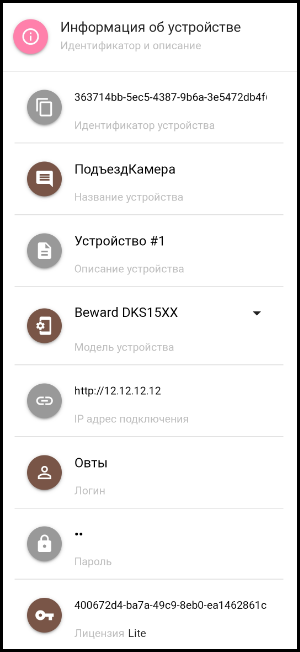 Информация об устройстве
Идентификатор и описание
363714bb-5ec5-4387-9b6a-3e5472db4f
Идентификатор устройства
ПодъездКамера
Название устройства
Устройство #1
Описание устройства
Beward DKS15XX
Модель устройства
http://12.12.12.12
IP адрес подключения
Овты
Логин
••
Пароль
400672d4-ba7a-49c9-8eb0-ea1462861c
Лицензия Lite